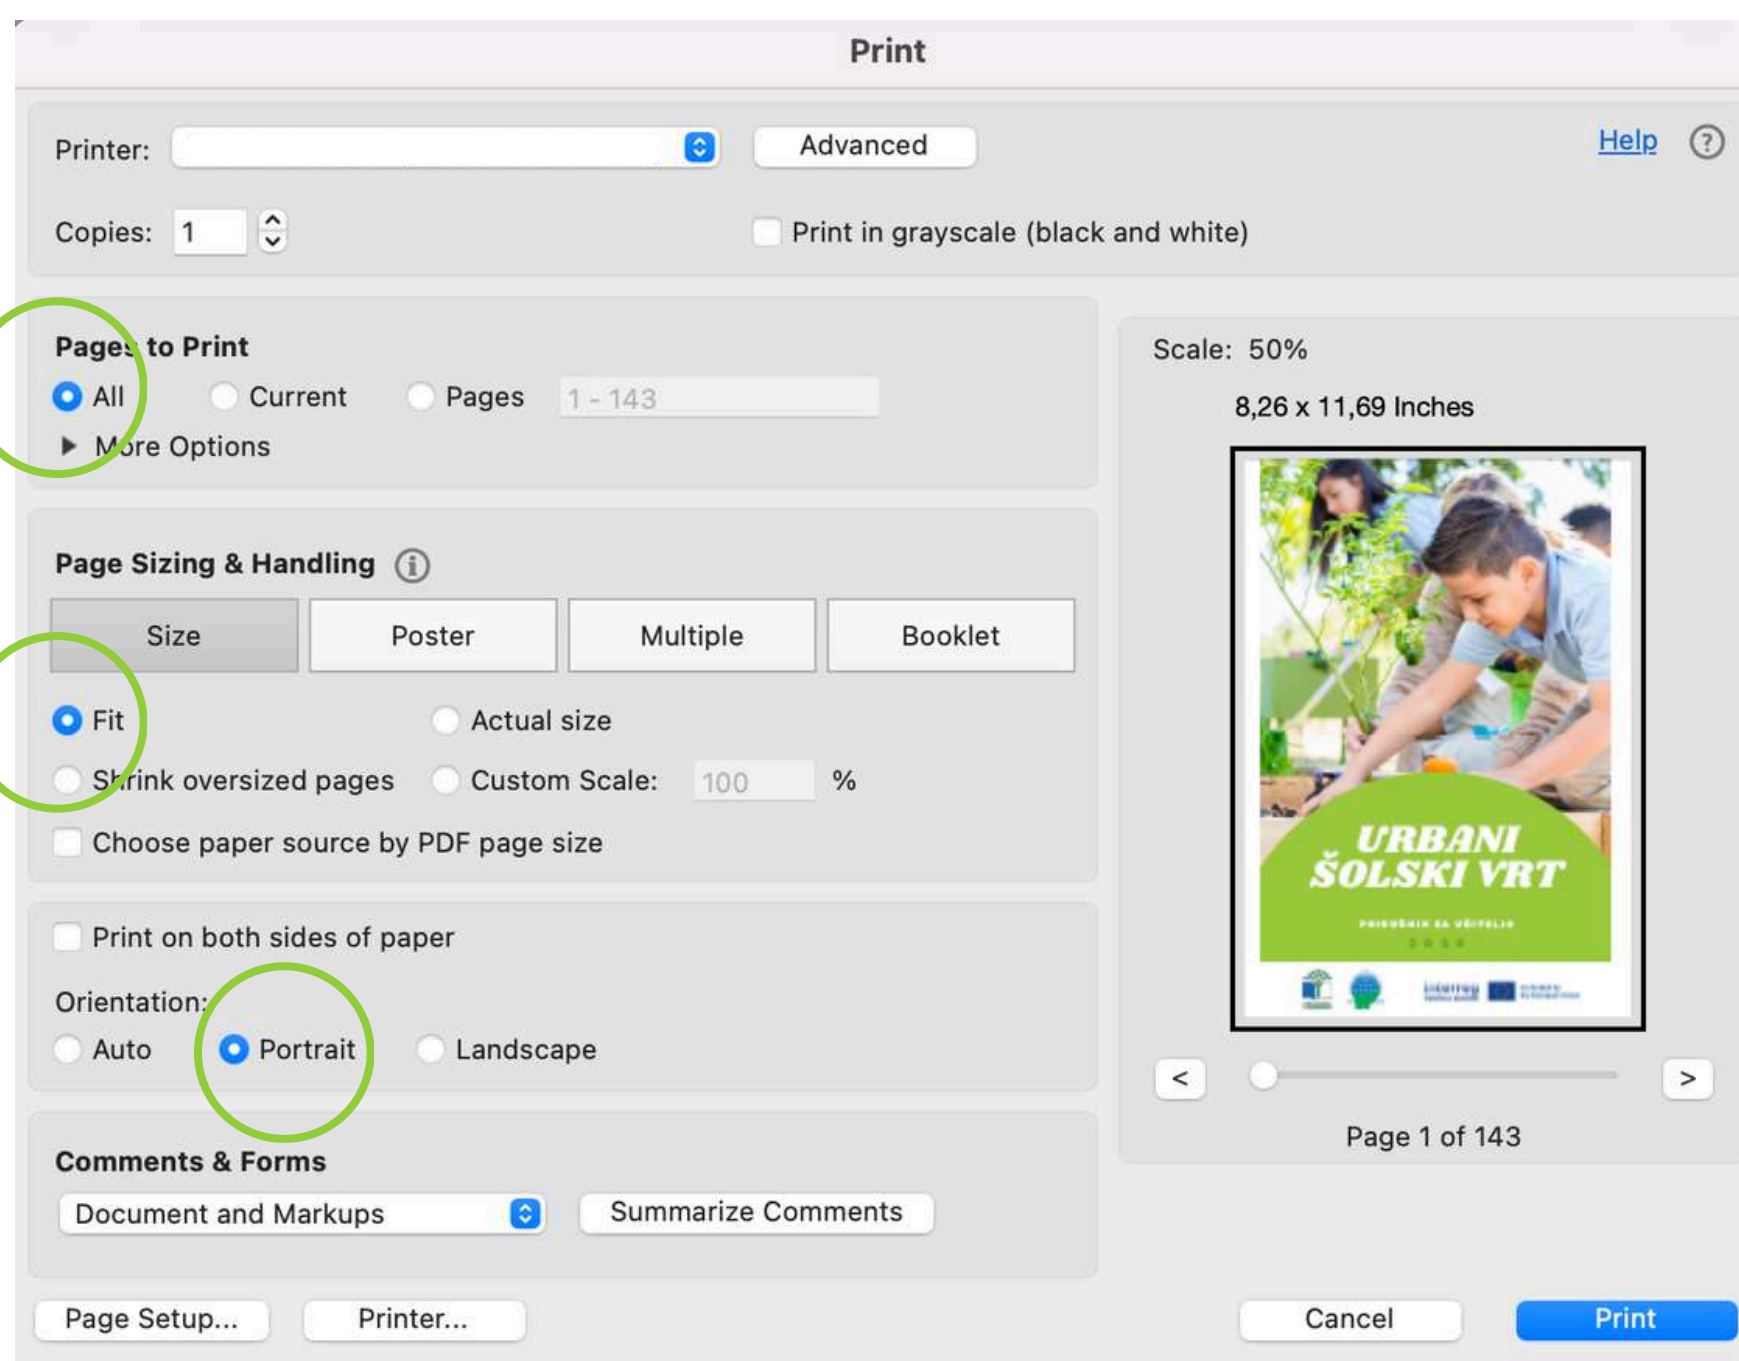 Print
Printer:
Advanced
Help
?
Copies: 1
Print in grayscale (black and white)
Pages to Print
All
Current
Pages
1 - 143
More Options
Page Sizing & Handling
Size
Poster
Multiple
Booklet
Fit
Actual size
Shrink oversized pages
Custom Scale:
100
%
Choose paper source by PDF page size
Print on both sides of paper
Orientation:
Auto
Portrait
Landscape
Comments & Forms
Document and Markups
Summarize Comments
Page Setup...
Printer...
Scale: 50%
8,26 x 11,69 Inches
URBANI
ŠOLSKI VRT
PRIROČNIK ZA UČITELJE
Interreg
<
>
Page 1 of 143
Cancel
Print